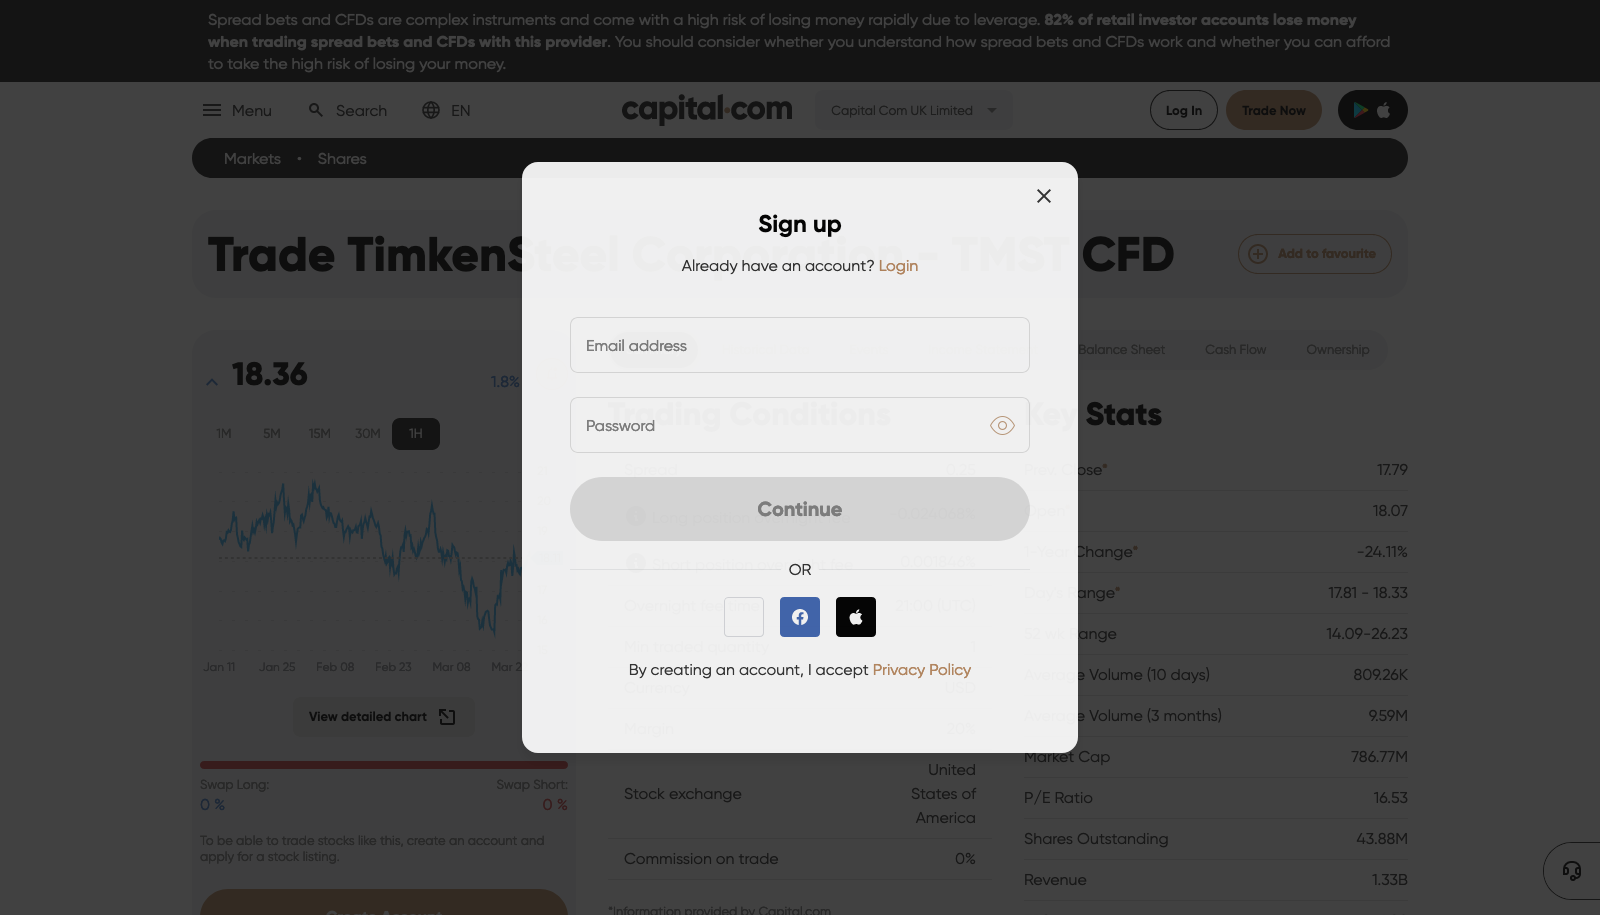 Spread bets and CFDs are complex instruments and come with a high risk of losing money rapidly due to leverage. 82% of retail investor accounts lose money
when trading spread bets and CFDs with this provider. You should consider whether you understand how spread bets and CFDs work and whether you can afford
to take the high risk of losing your money.
Menu
Search
EN
capital.com
Capital Com UK Limited
Log In
Trade Now
Markets • Shares
Trade TimkenSteel Corporation - TMST CFD
Add to favourite
Sign up
Already have an account? Login
Email address
Password
Continue
OR
By creating an account, I accept Privacy Policy
18.36
1.8%
1M 5M 15M 30M 1H
Jan 11 Jan 25 Feb 08 Feb 23 Mar 08 Mar
View detailed chart
Swap Long: Swap Short:
0 % 0 %
To be able to trade stocks like this, create an account and
apply for a stock listing.
Create Account
Trading Conditions
Currency
Margin
Stock exchange United
States of
America
Commission on trade 0%
*Information provided by Capital.com
Balance Sheet Cash Flow Ownership
Key Stats
Close* 17.79
18.07
Change* -24.11%
Range* 17.81 - 18.33
Range 14.09-26.23
Average Volume (10 days) 809.26K
Average Volume (3 months) 9.59M
Market Cap 786.77M
P/E Ratio 16.53
Shares Outstanding 43.88M
Revenue 1.33B